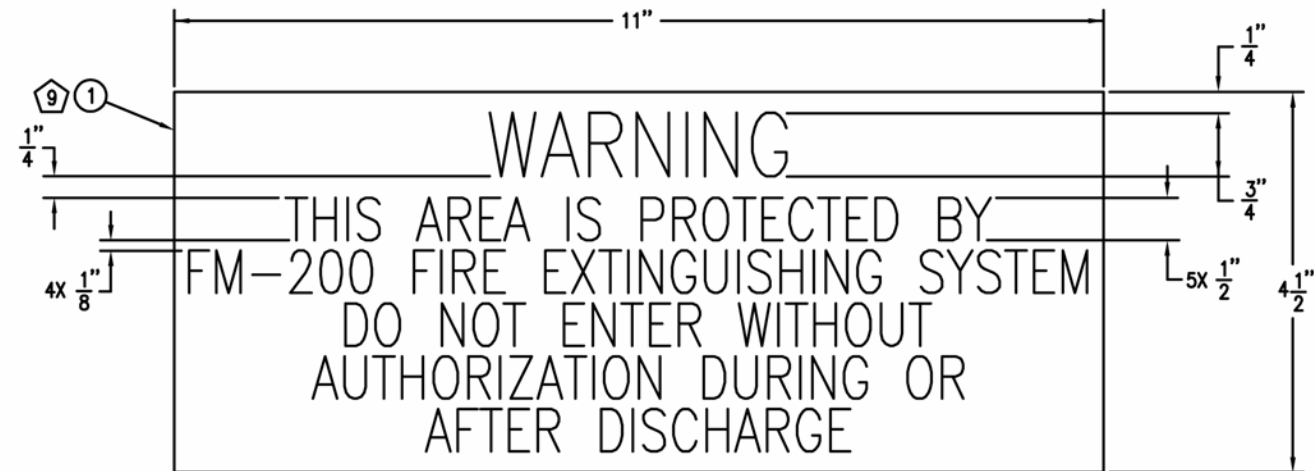 11"
1"
4
9 1
1"
4
WARNING
3"
4
THIS AREA IS PROTECTED BY
4X 1"
8
FM-200 FIRE EXTINGUISHING SYSTEM
5X 1"
2
4 1"
2
DO NOT ENTER WITHOUT
AUTHORIZATION DURING OR
AFTER DISCHARGE